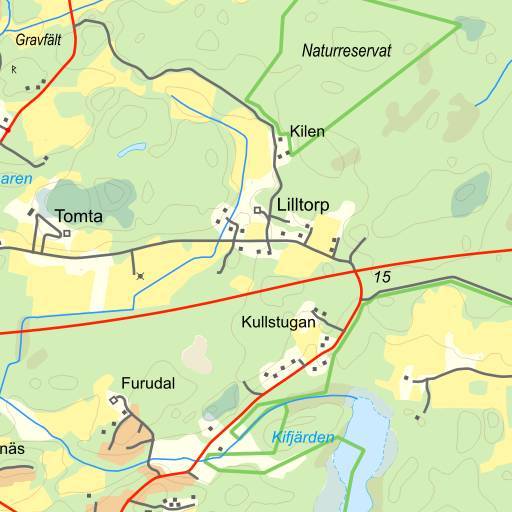 Gravfält
Naturreservat
Kilen
aren
Lilltorp
Tomta
15
Kullstugan
Furudal
Kifjärden
näs